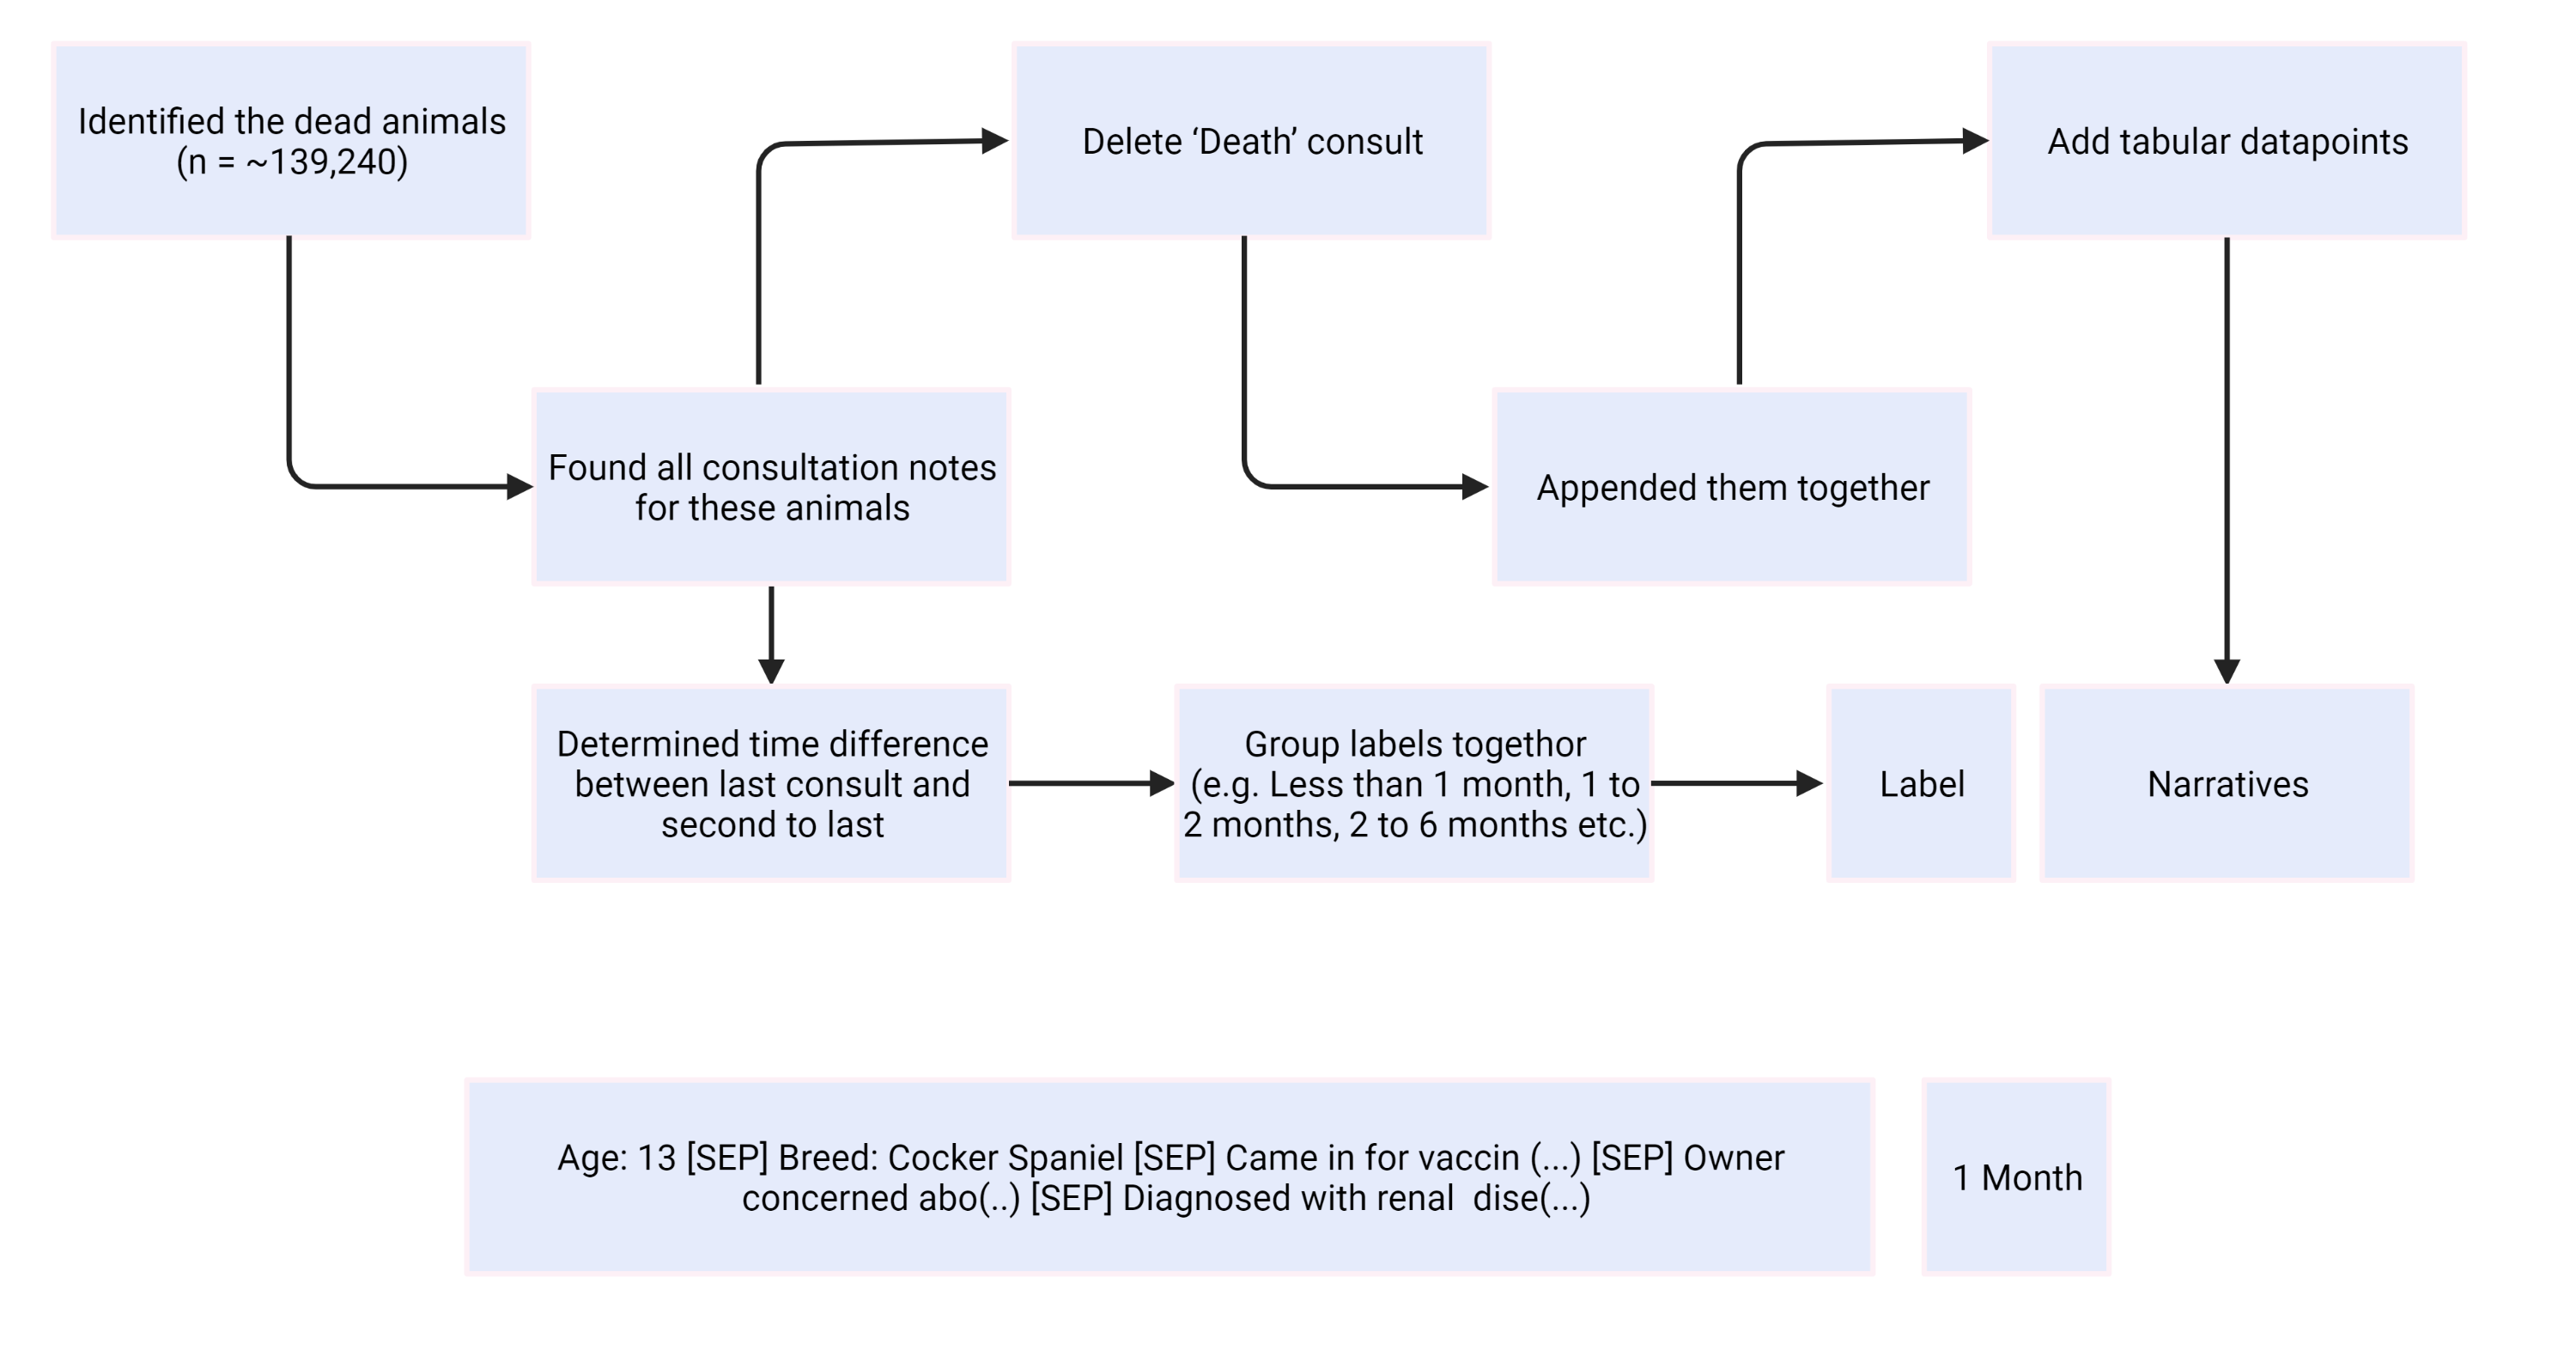 Identified the dead animals
(n = ~139,240)
Delete ‘Death’ consult
Add tabular datapoints
Found all consultation notes
for these animals
Appended them together
Determined time difference
between last consult and
second to last
Group labels togethor
(e.g. Less than 1 month, 1 to
2 months, 2 to 6 months etc.)
Label
Narratives
Age: 13 [SEP] Breed: Cocker Spaniel [SEP] Came in for vaccin (...) [SEP] Owner
concerned abo(..) [SEP] Diagnosed with renal  dise(...)
1 Month